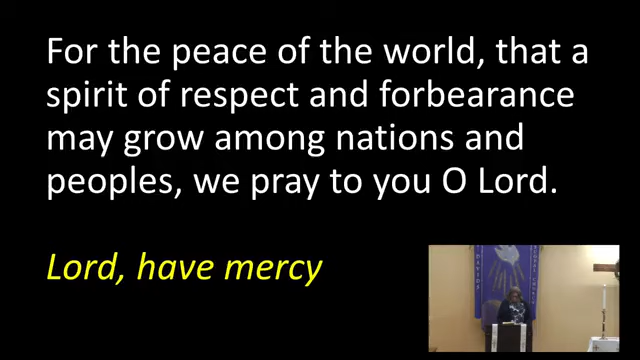 For the peace of the world, that a
spirit of respect and forbearance
may grow among nations and
peoples, we pray to you O Lord.
Lord, have mercy